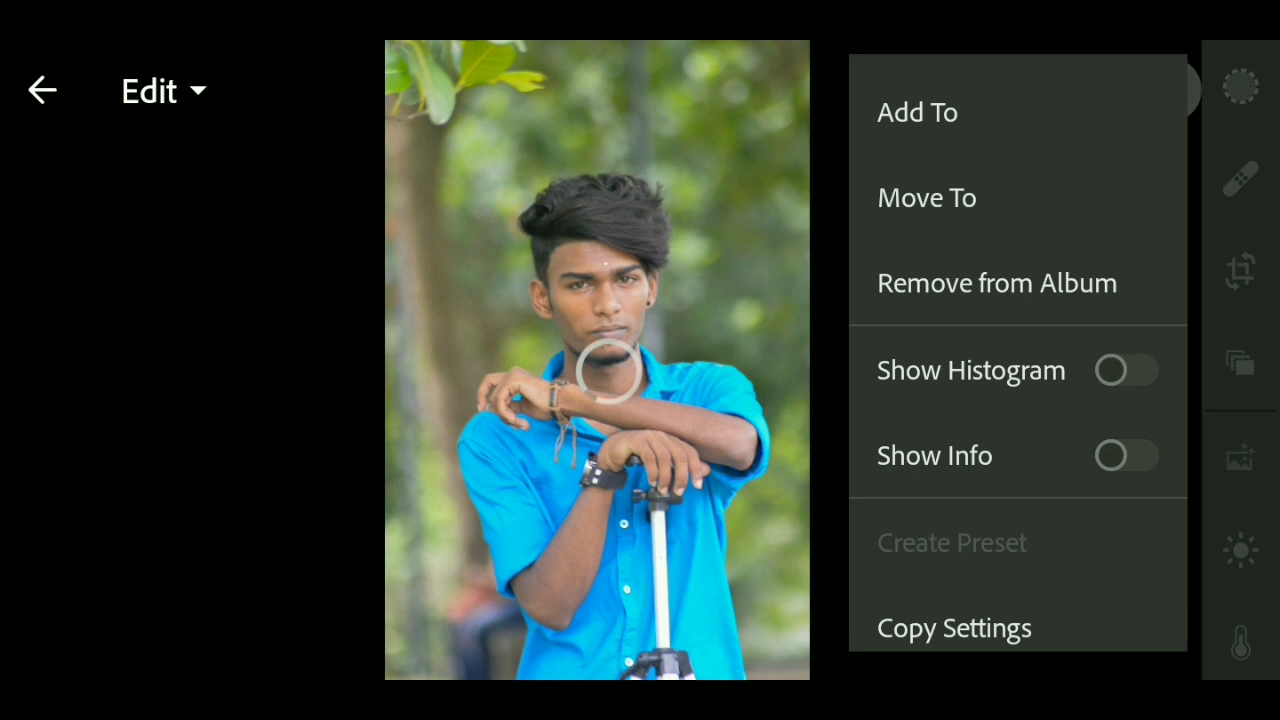 Edit
Add To
Move To
Remove from Album
Show Histogram
Show Info
Create Preset
Copy Settings